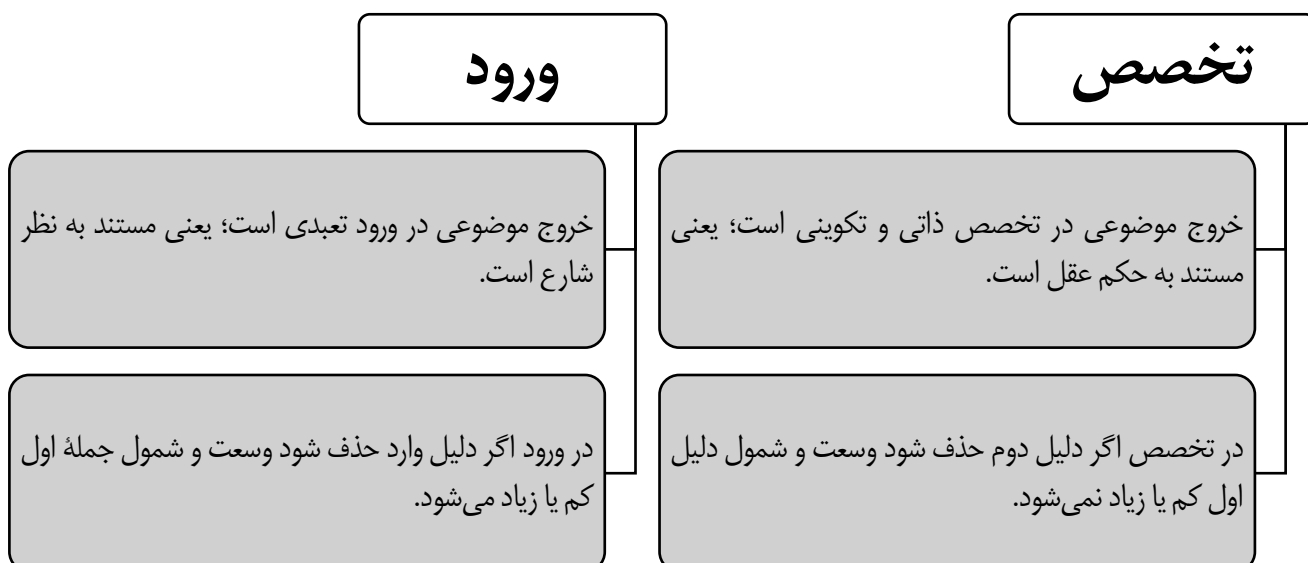 تخصص
خروج موضوعی در تخصص ذاتی و تکوینی است؛ یعنی
مستند به حکم عقل است.
در تخصص اگر دلیل دوم حذف شود وسعت و شمول دلیل
اول کم یا زیاد نمی‌شود.
ورود
خروج موضوعی در ورود تعبدی است؛ یعنی مستند به نظر
شارع است.
در ورود اگر دلیل وارد حذف شود وسعت و شمول جملۀ اول
کم یا زیاد می‌شود.